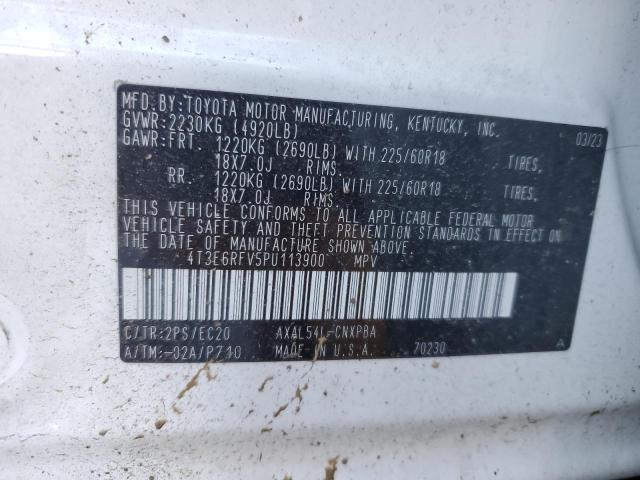 MFD.BY:TOYOTA MOTOR MANUFACTURING, KENTUCKY, INC.
GVWR:2230KG (4920LB) 03/23
GAWR:FRT. 1220KG (2690LB) WITH 225/60R18 TIRES,
18X7.0J RIMS.
RR. 1220KG (2690LB) WITH 225/60R18 TIRES,
18X7.0J RIMS.
THIS VEHICLE CONFORMS TO ALL APPLICABLE FEDERAL MOTOR
VEHICLE SAFETY AND THEFT PREVENTION STANDARDS IN EFFECT ON
THE DATE OF MANUFACTURE SHOWN ABOVE.
4T3E6RFV5PU113900 MPV
C/TR:2PS/EC20 AXAL54L-CNXPBA
A/TM:-02A/P710 MADE IN U.S.A. 70230 A